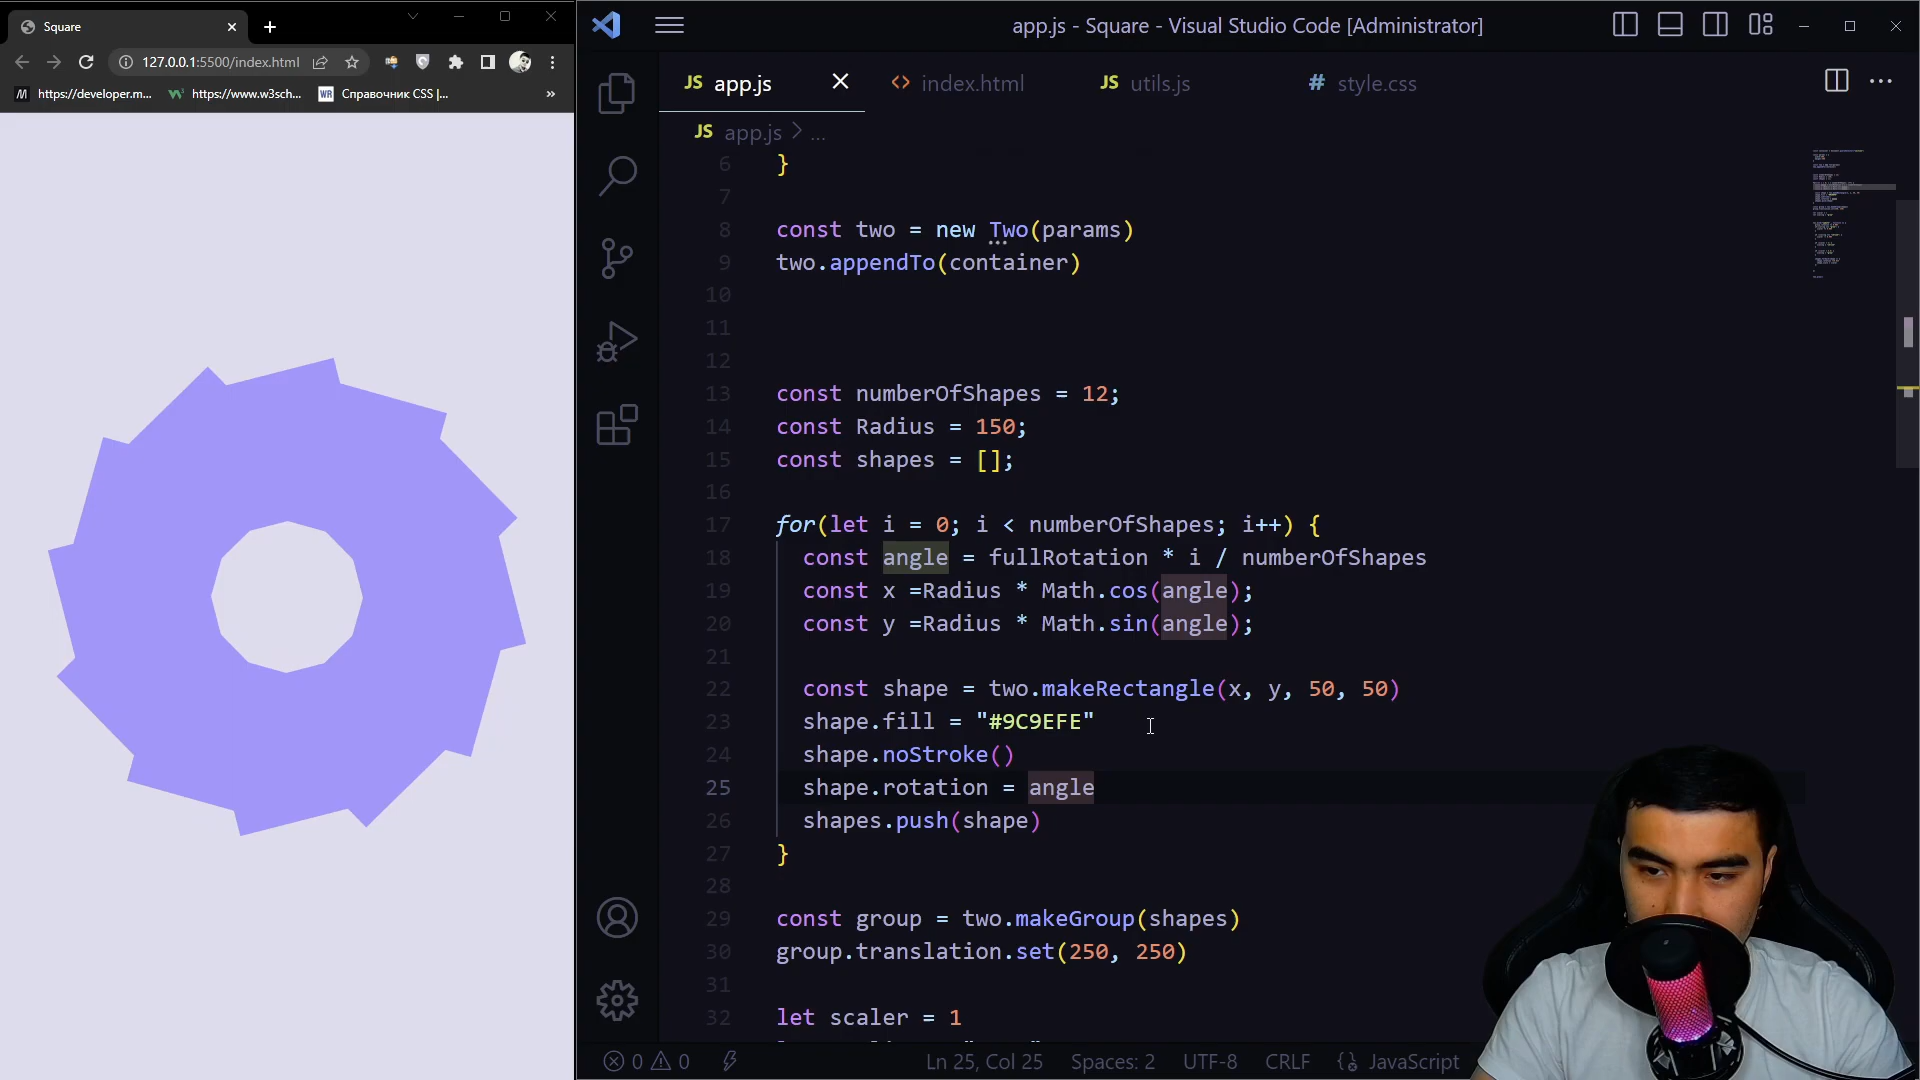 Square
127.0.0.1:5500/index.html
https://developer.m...
https://www.w3sch...
WR
Справочник CSS |...
»
app.js - Square - Visual Studio Code [Administrator]
JS app.js
<> index.html
JS utils.js
# style.css
JS app.js > ...
6 }
7
8 const two = new Two(params)
9 two.appendTo(container)
10
11
12
13 const numberOfShapes = 12;
14 const Radius = 150;
15 const shapes = [];
16
17 for(let i = 0; i < numberOfShapes; i++) {
18 const angle = fullRotation * i / numberOfShapes
19 const x =Radius * Math.cos(angle);
20 const y =Radius * Math.sin(angle);
21
22 const shape = two.makeRectangle(x, y, 50, 50)
23 shape.fill = "#9C9EFE"
24 shape.noStroke()
25 shape.rotation = angle
26 shapes.push(shape)
27 }
28
29 const group = two.makeGroup(shapes)
30 group.translation.set(250, 250)
31
32 let scaler = 1
0 0
Ln 25, Col 25
Spaces: 2
UTF-8
CRLF
{} JavaScript